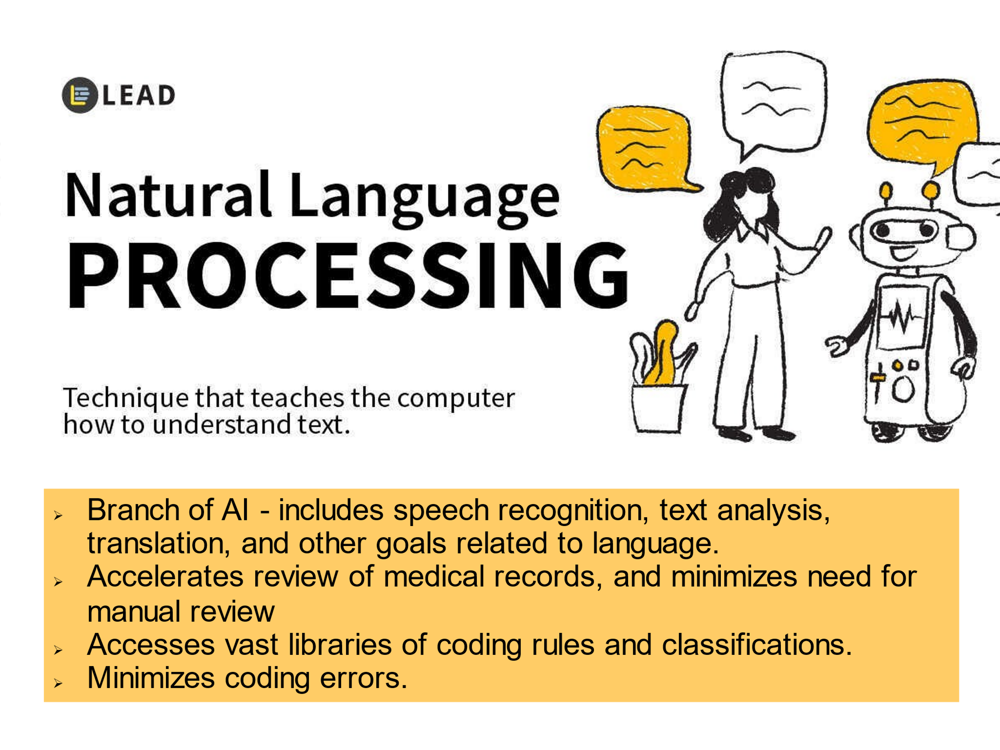 LEAD
Natural Language
PROCESSING
Technique that teaches the computer
how to understand text.
➢ Branch of AI - includes speech recognition, text analysis,
translation, and other goals related to language.
➢ Accelerates review of medical records, and minimizes need for
manual review
➢ Accesses vast libraries of coding rules and classifications.
➢ Minimizes coding errors.